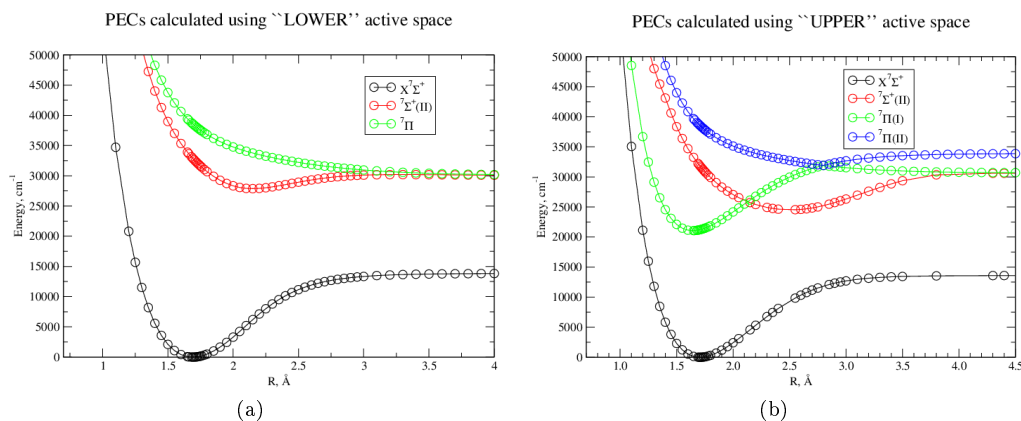 PECs calculated using ``LOWER'' active space
50000
45000
40000
35000
30000
25000
20000
15000
10000
5000
0
Energy, cm⁻¹
X⁷Σ⁺
⁷Σ⁺(II)
⁷Π
1
1.5
2
2.5
3
3.5
4
R, Å
(a)
PECs calculated using ``UPPER'' active space
50000
45000
40000
35000
30000
25000
20000
15000
10000
5000
0
Energy, cm⁻¹
X⁷Σ⁺
⁷Σ⁺(II)
⁷Π(I)
⁷Π(II)
1.0
1.5
2.0
2.5
3.0
3.5
4.0
4.5
R, Å
(b)